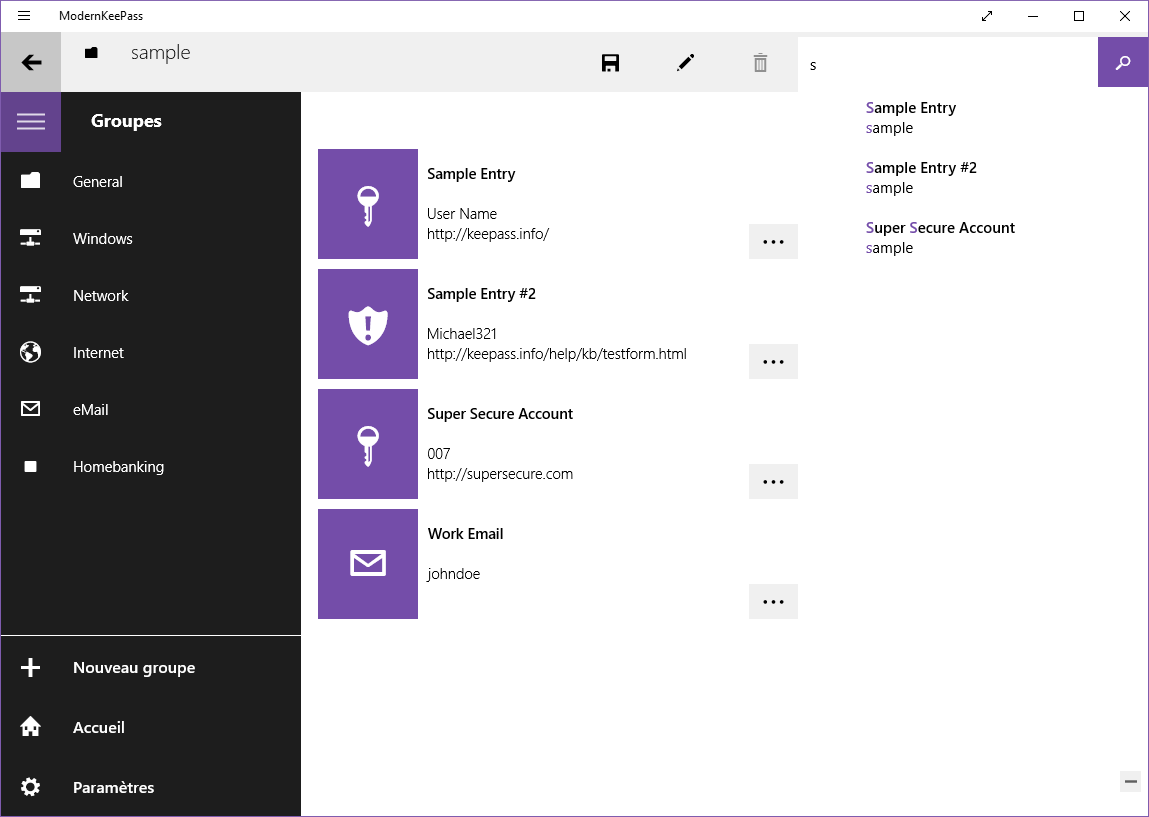 ModernKeePass
sample
s
Groupes
General
Windows
Network
Internet
eMail
Homebanking
Nouveau groupe
Accueil
Paramètres
Sample Entry
User Name
http://keepass.info/
Sample Entry #2
Michael321
http://keepass.info/help/kb/testform.html
Super Secure Account
007
http://supersecure.com
Work Email
johndoe
Sample Entry
sample
Sample Entry #2
sample
Super Secure Account
sample